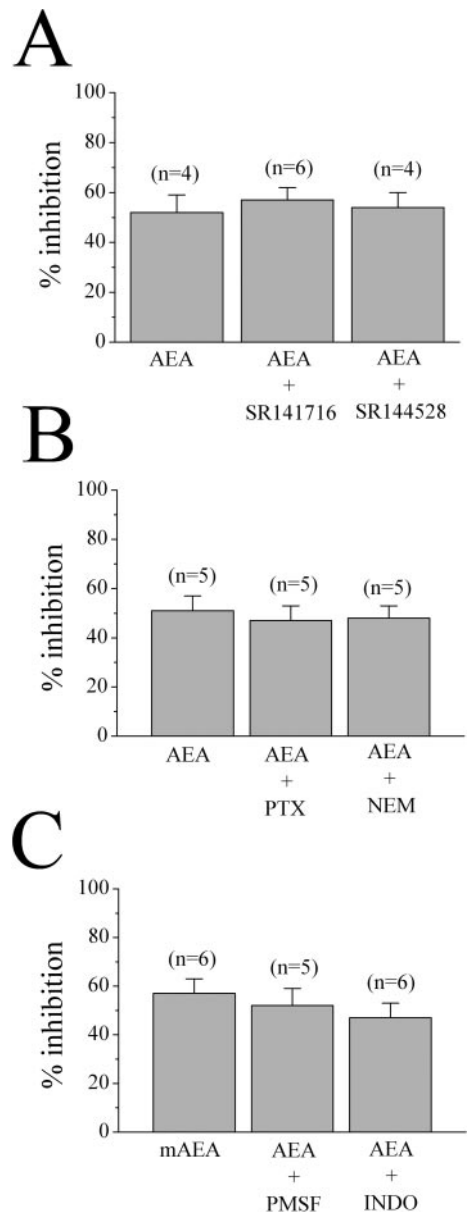 A
% inhibition
100
80
60
40
20
0
(n=4)
(n=6)
(n=4)
AEA
AEA
+
SR141716
AEA
+
SR144528
B
% inhibition
100
80
60
40
20
0
(n=5)
(n=5)
(n=5)
AEA
AEA
+
PTX
AEA
+
NEM
C
% inhibition
100
80
60
40
20
0
(n=6)
(n=5)
(n=6)
mAEA
AEA
+
PMSF
AEA
+
INDO